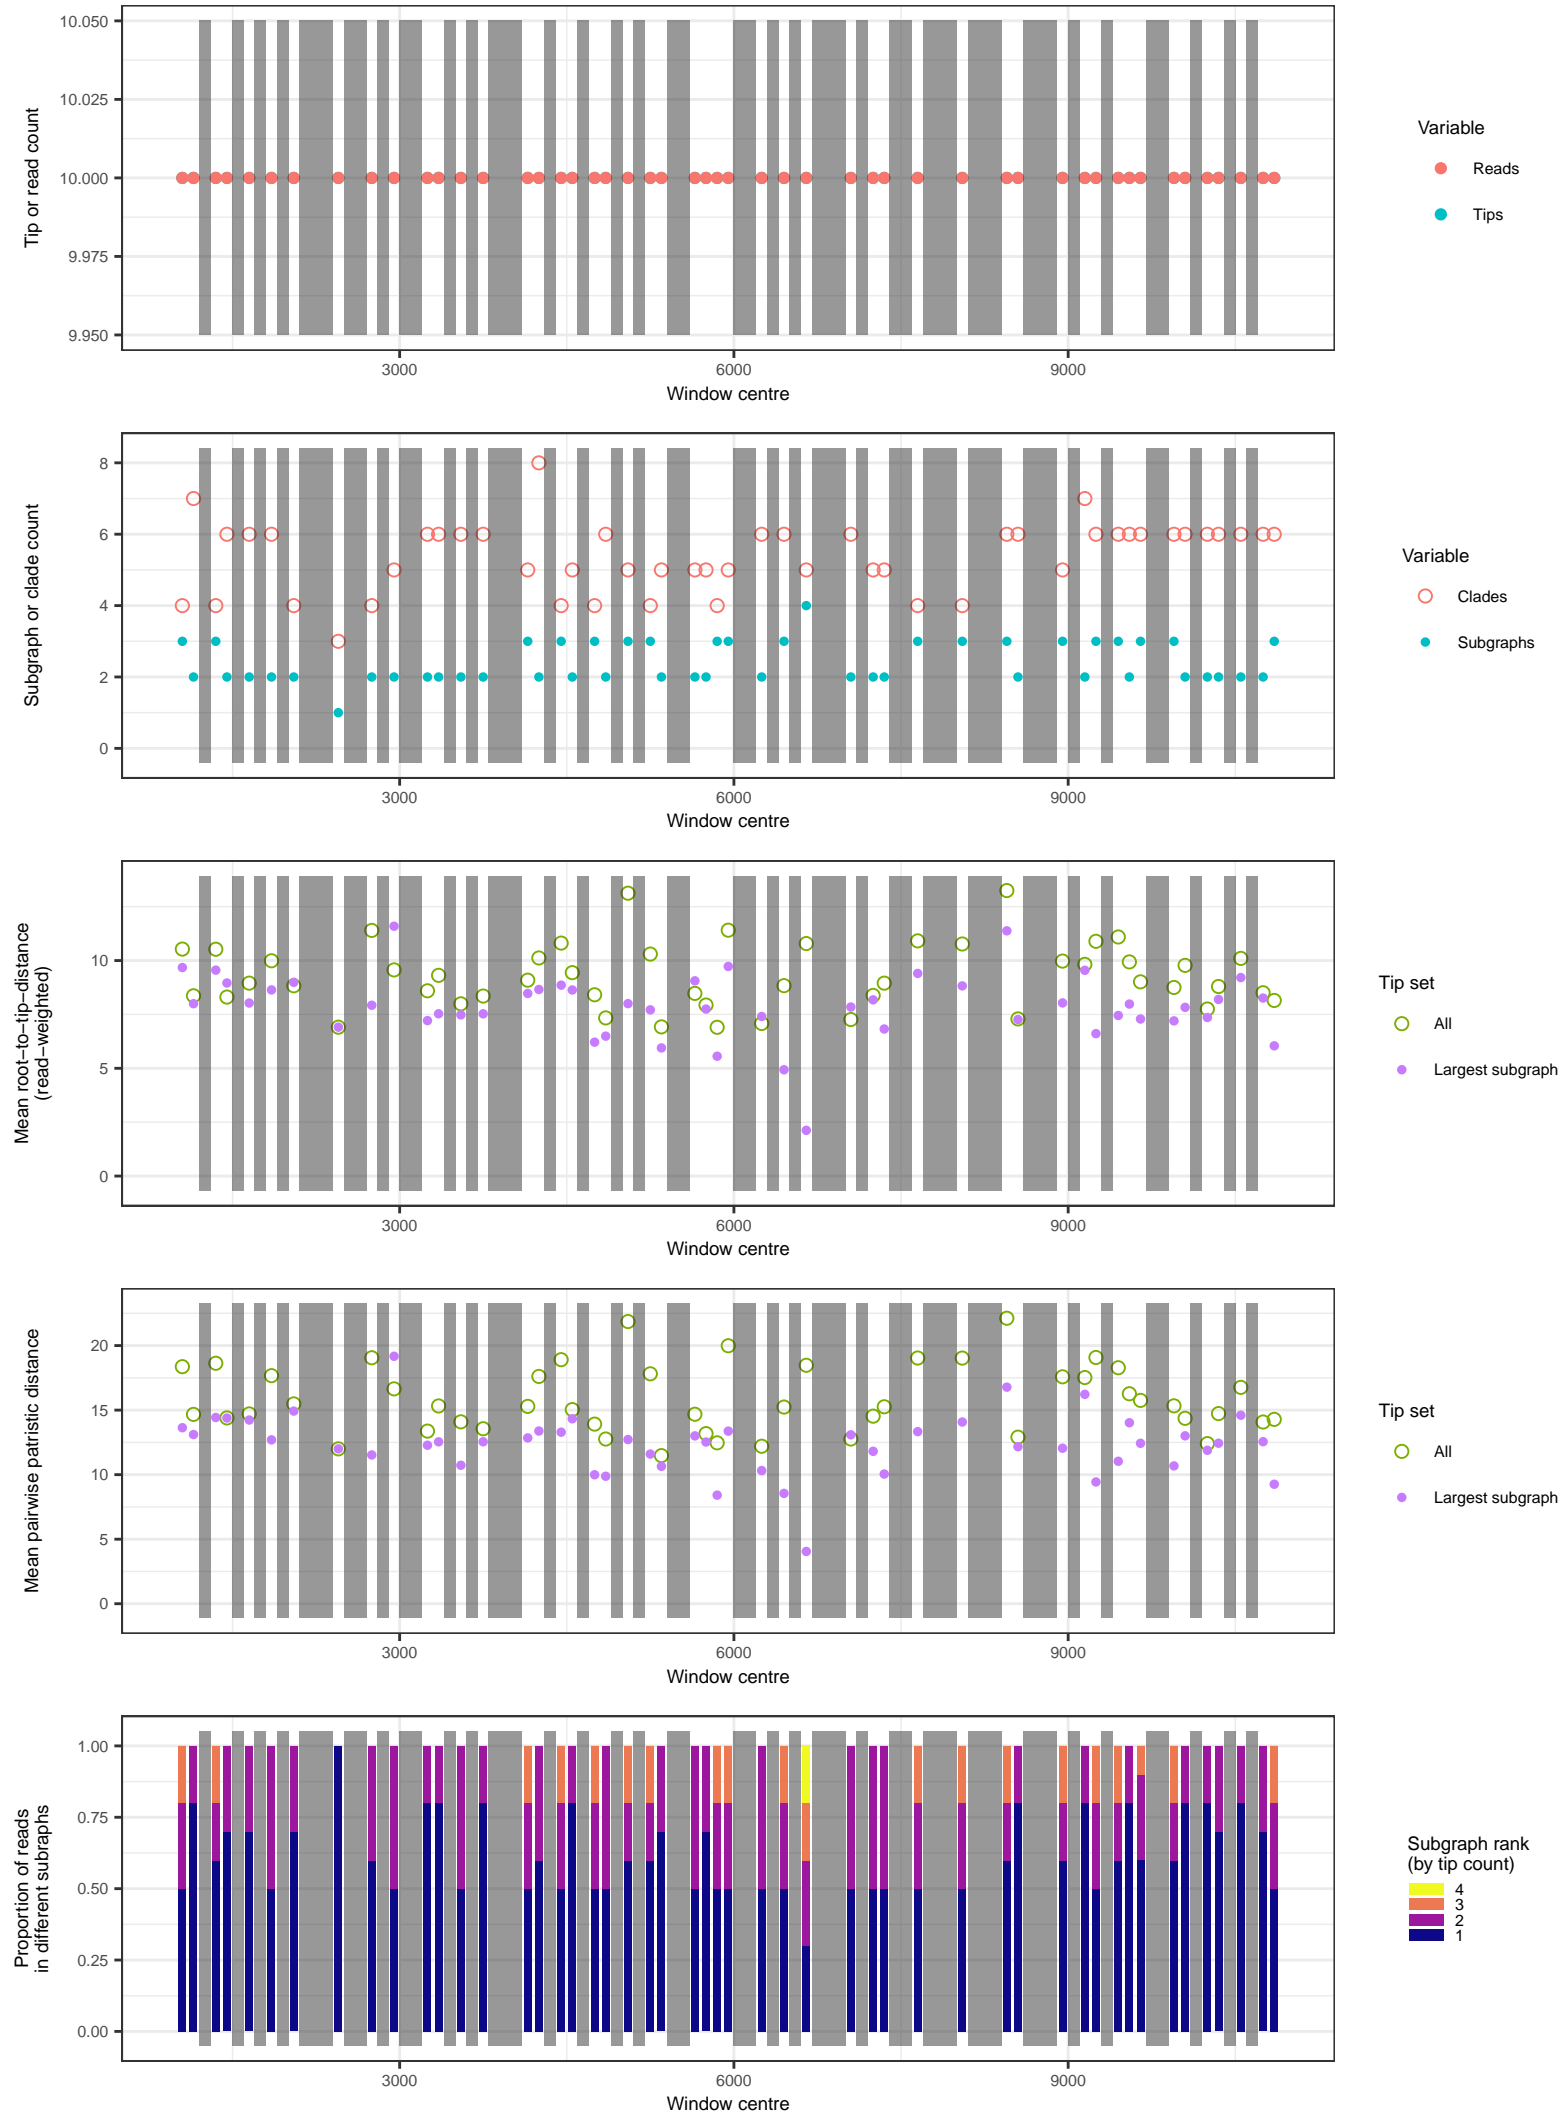 10.050
10.025
10.000
9.975
9.950
Tip or read count
3000
6000
9000
Window centre
Variable
Reads
Tips
8
6
4
2
0
Subgraph or clade count
3000
6000
9000
Window centre
Variable
Clades
Subgraphs
10
5
0
Mean root−to−tip−distance
(read−weighted)
3000
6000
9000
Window centre
Tip set
All
Largest subgraph
20
15
10
5
0
Mean pairwise patristic distance
3000
6000
9000
Window centre
Tip set
All
Largest subgraph
1.00
0.75
0.50
0.25
0.00
Proportion of reads
in different subraphs
3000
6000
9000
Window centre
Subgraph rank
(by tip count)
4
3
2
1